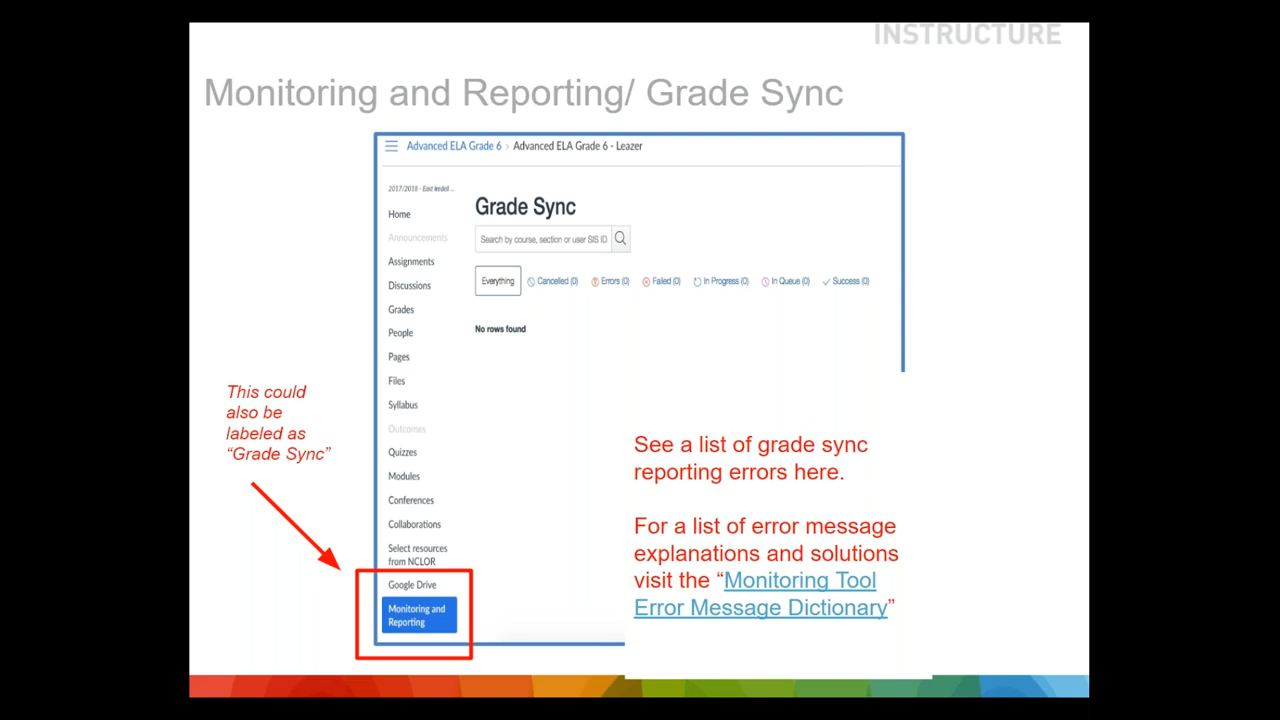 INSTRUCTURE
Monitoring and Reporting/ Grade Sync
Advanced ELA Grade 6 › Advanced ELA Grade 6 - Leazer
2017/2018 - East Iredell ...
Home
Announcements
Assignments
Discussions
Grades
People
Pages
Files
Syllabus
Outcomes
Quizzes
Modules
Conferences
Collaborations
Select resources
from NCLOR
Google Drive
Monitoring and
Reporting
Grade Sync
Search by course, section or user SIS ID
Everything Cancelled (0) Errors (0) Failed (0) In Progress (0) In Queue (0) Success (0)
No rows found
This could
also be
labeled as
“Grade Sync”
See a list of grade sync
reporting errors here.
For a list of error message
explanations and solutions
visit the “Monitoring Tool
Error Message Dictionary”